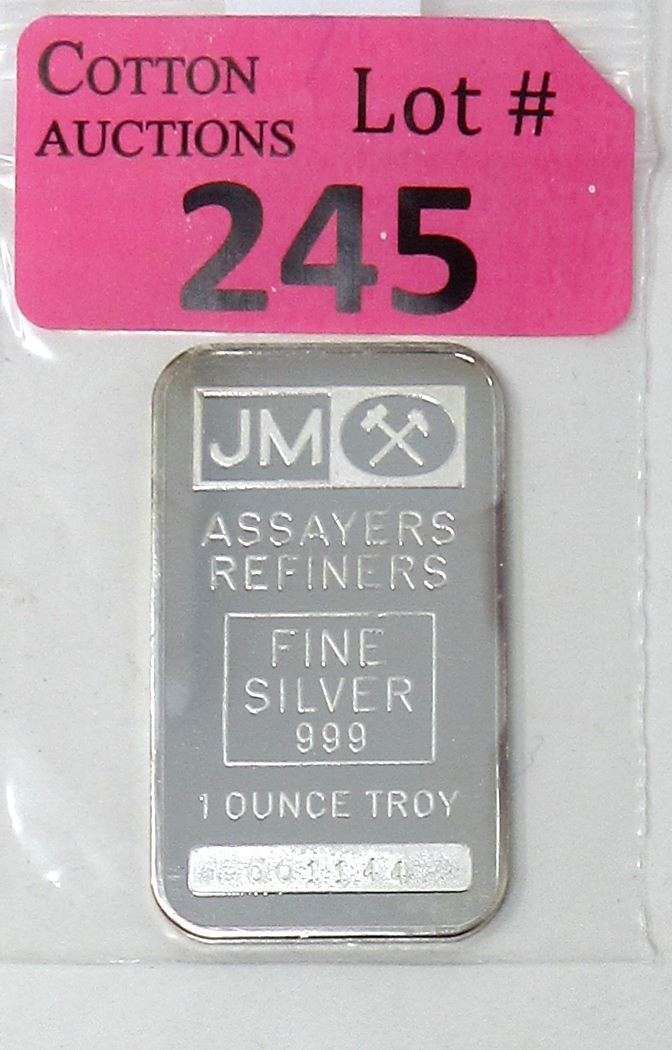 COTTON
AUCTIONS
Lot #
245
JM
ASSAYERS
REFINERS
FINE
SILVER
999
1 OUNCE TROY